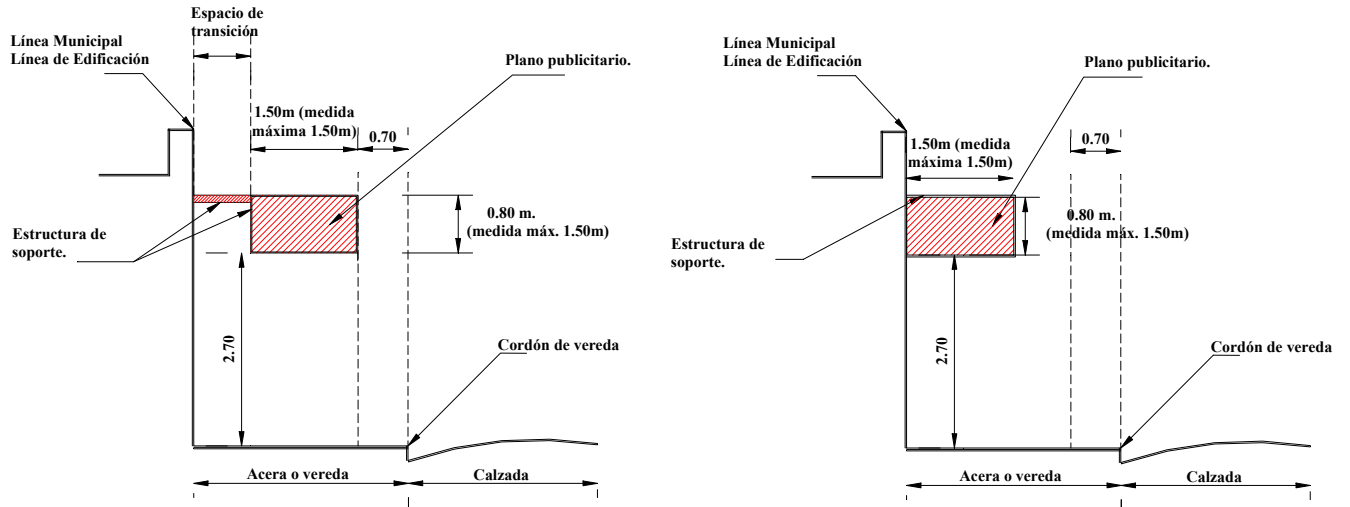 Espacio de
transición
Línea Municipal
Línea de Edificación
Plano publicitario.
1.50m (medida
máxima 1.50m)
0.70
0.80 m.
(medida máx. 1.50m)
Estructura de
soporte.
2.70
Cordón de vereda
Acera o vereda
Calzada
Línea Municipal
Línea de Edificación
Plano publicitario.
1.50m (medida
máxima 1.50m)
0.70
0.80 m.
(medida máx. 1.50m)
Estructura de
soporte.
2.70
Cordón de vereda
Acera o vereda
Calzada